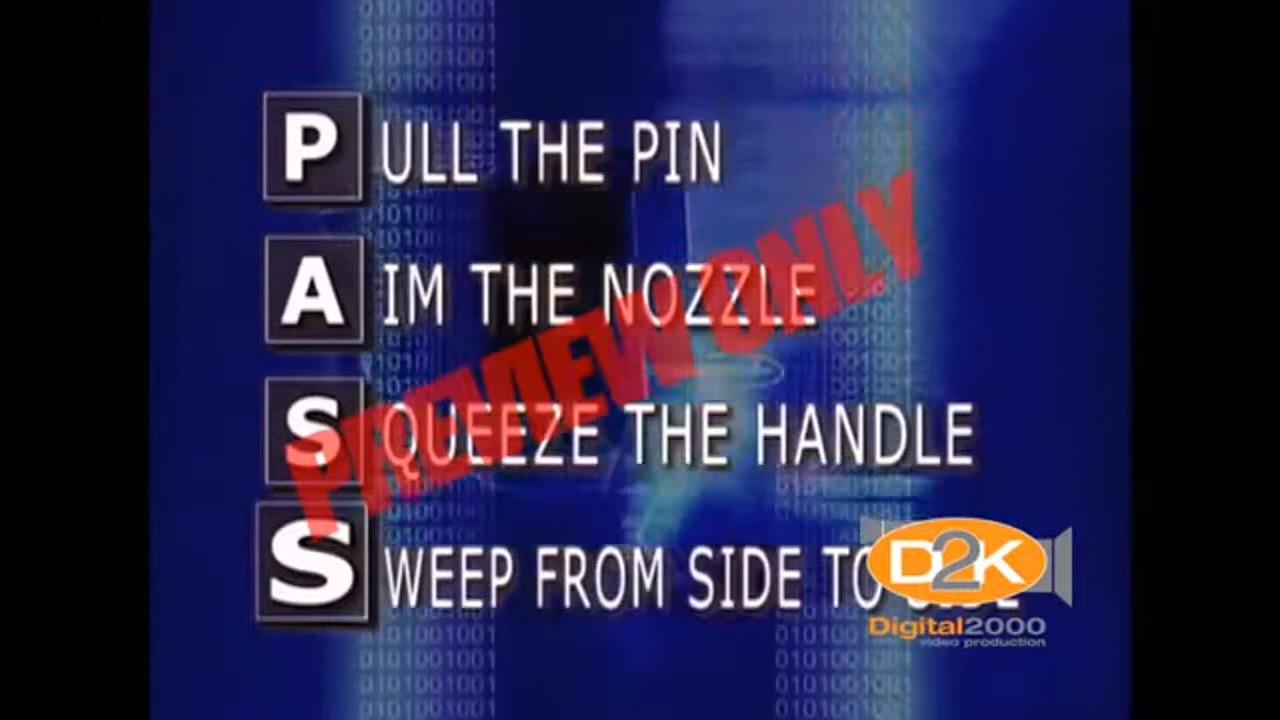 PULL THE PIN
AIM THE NOZZLE
PREVIEW ONLY
SQUEEZE THE HANDLE
SWEEP FROM SIDE TO SIDE
D2K
Digital2000
video production